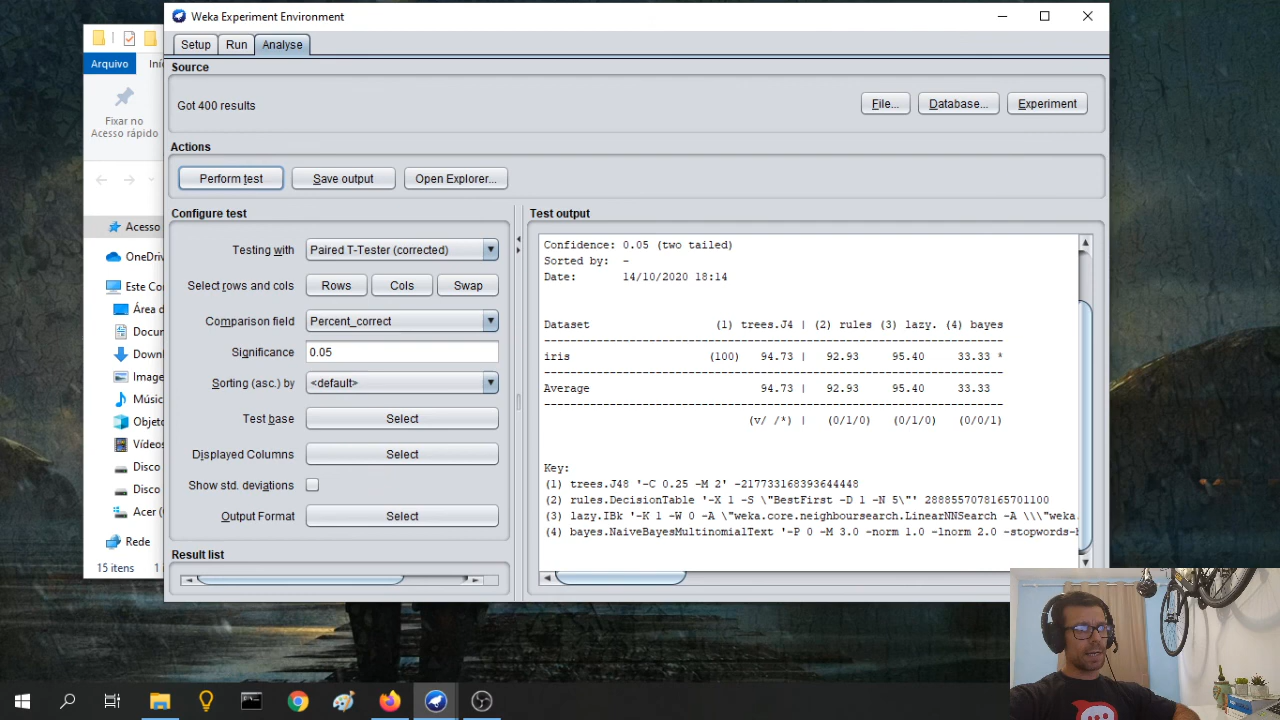 Weka Experiment Environment
Arquivo
Iní
Fixar no
Acesso rápido
Acesso
OneDriv
Este Co
Área d
Docum
Downl
Image
Músic
Objeto
Vídeos
Disco
Disco
Acer (
Rede
15 itens
1
Setup
Run
Analyse
Source
Got 400 results
File...
Database...
Experiment
Actions
Perform test
Save output
Open Explorer...
Configure test
Testing with
Paired T-Tester (corrected)
Select rows and cols
Rows
Cols
Swap
Comparison field
Percent_correct
Significance
0.05
Sorting (asc.) by
<default>
Test base
Select
Displayed Columns
Select
Show std. deviations
Output Format
Select
Result list
Test output
Confidence: 0.05 (two tailed)
Sorted by: -
Date: 14/10/2020 18:14
Dataset (1) trees.J4 | (2) rules (3) lazy. (4) bayes
iris (100) 94.73 | 92.93 95.40 33.33 *
Average 94.73 | 92.93 95.40 33.33
(v/ /*) | (0/1/0) (0/1/0) (0/0/1)
Key:
(1) trees.J48 '-C 0.25 -M 2' -217733168393644448
(2) rules.DecisionTable '-X 1 -S \"BestFirst -D 1 -N 5\"' 2888557078165701100
(3) lazy.IBk '-K 1 -W 0 -A \"weka.core.neighboursearch.LinearNNSearch -A \\\"weka.
(4) bayes.NaiveBayesMultinomialText '-P 0 -M 3.0 -norm 1.0 -lnorm 2.0 -stopwords-h